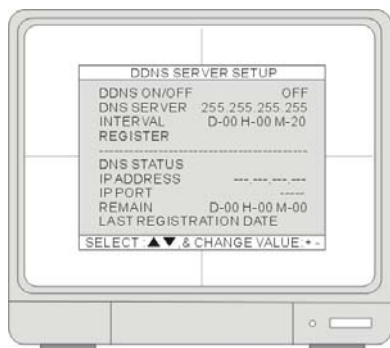 DDNS SERVER SETUP
DDNS ON/OFF OFF
DNS SERVER 255.255.255.255
INTERVAL D-00 H-00 M-20
REGISTER
------------------------------------------------
DNS STATUS
IP ADDRESS ---.---.---.---
IP PORT -----
REMAIN D-00 H-00 M-00
LAST REGISTRATION DATE
SELECT :▲▼,& CHANGE VALUE:+ -